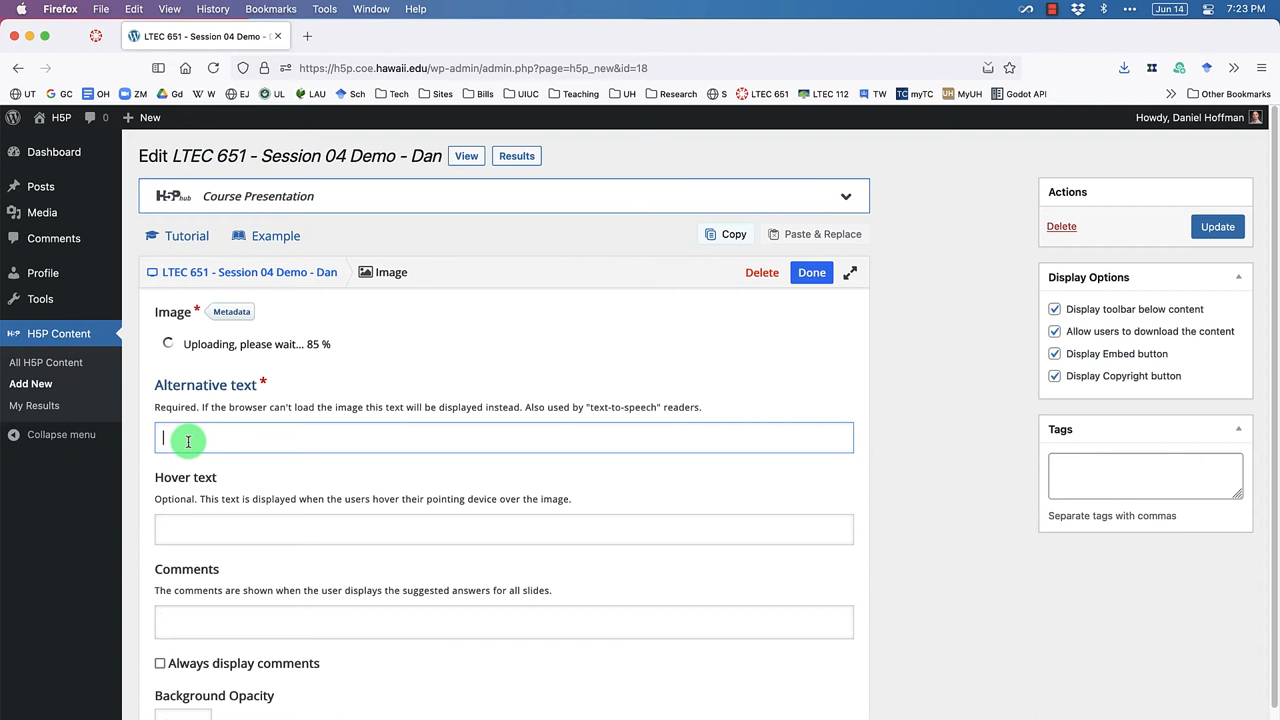 Firefox File Edit View History Bookmarks Tools Window Help Jun 14 7:23 PM
LTEC 651 - Session 04 Demo -
https://h5p.coe.hawaii.edu/wp-admin/admin.php?page=h5p_new&id=18
UT GC OH ZM Gd W EJ UL LAU Sch Tech Sites Bills UIUC Teaching UH Research S LTEC 651 LTEC 112 TW myTC MyUH Godot API Other Bookmarks
H5P 0 New Howdy, Daniel Hoffman
Dashboard
Posts
Media
Comments
Profile
Tools
H5P Content
All H5P Content
Add New
My Results
Collapse menu
Edit LTEC 651 - Session 04 Demo - Dan View Results
H5P hub Course Presentation
Tutorial Example Copy Paste & Replace
LTEC 651 - Session 04 Demo - Dan Image Delete Done
Image * Metadata
Uploading, please wait... 85 %
Alternative text *
Required. If the browser can't load the image this text will be displayed instead. Also used by "text-to-speech" readers.
Hover text
Optional. This text is displayed when the users hover their pointing device over the image.
Comments
The comments are shown when the user displays the suggested answers for all slides.
Always display comments
Background Opacity
Actions
Delete Update
Display Options
Display toolbar below content
Allow users to download the content
Display Embed button
Display Copyright button
Tags
Separate tags with commas